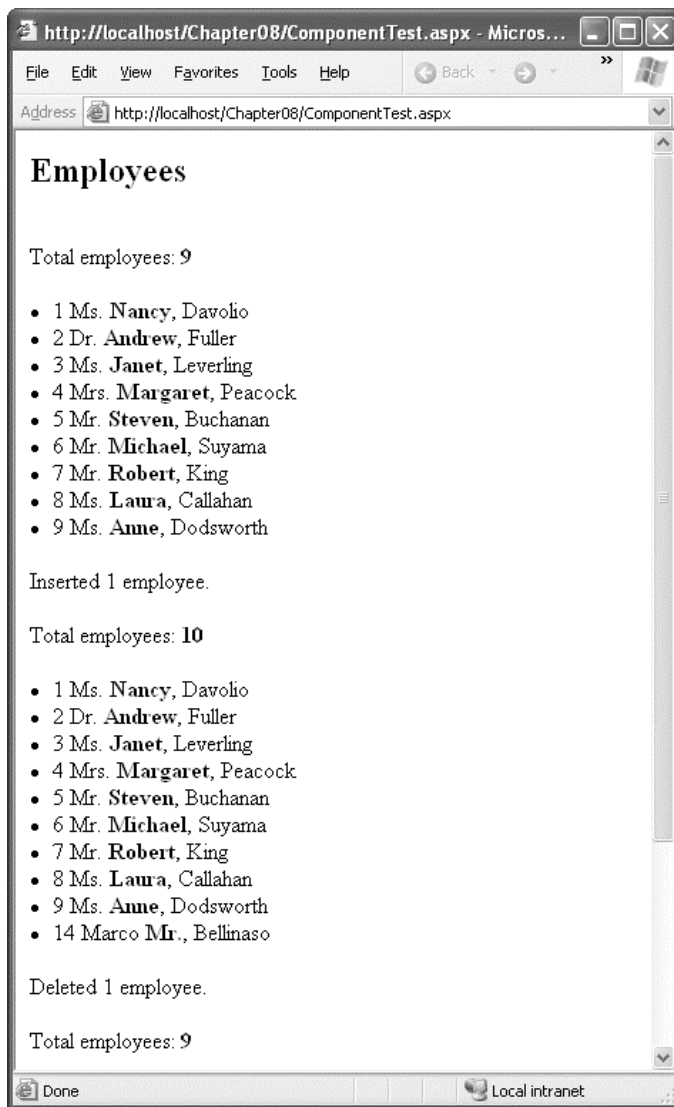 http://localhost/Chapter08/ComponentTest.aspx - Micros...
File Edit View Favorites Tools Help Back »
Address http://localhost/Chapter08/ComponentTest.aspx
Employees
Total employees: 9
• 1 Ms. Nancy, Davolio
• 2 Dr. Andrew, Fuller
• 3 Ms. Janet, Leverling
• 4 Mrs. Margaret, Peacock
• 5 Mr. Steven, Buchanan
• 6 Mr. Michael, Suyama
• 7 Mr. Robert, King
• 8 Ms. Laura, Callahan
• 9 Ms. Anne, Dodsworth
Inserted 1 employee.
Total employees: 10
• 1 Ms. Nancy, Davolio
• 2 Dr. Andrew, Fuller
• 3 Ms. Janet, Leverling
• 4 Mrs. Margaret, Peacock
• 5 Mr. Steven, Buchanan
• 6 Mr. Michael, Suyama
• 7 Mr. Robert, King
• 8 Ms. Laura, Callahan
• 9 Ms. Anne, Dodsworth
• 14 Marco Mr., Bellinaso
Deleted 1 employee.
Total employees: 9
Done Local intranet